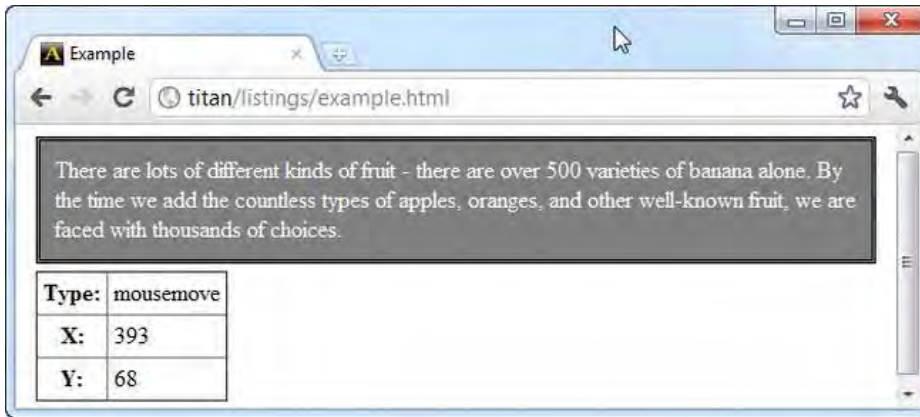 Example
titan/listings/example.html
There are lots of different kinds of fruit - there are over 500 varieties of banana alone. By
the time we add the countless types of apples, oranges, and other well-known fruit, we are
faced with thousands of choices.
Type: mousemove
X: 393
Y: 68